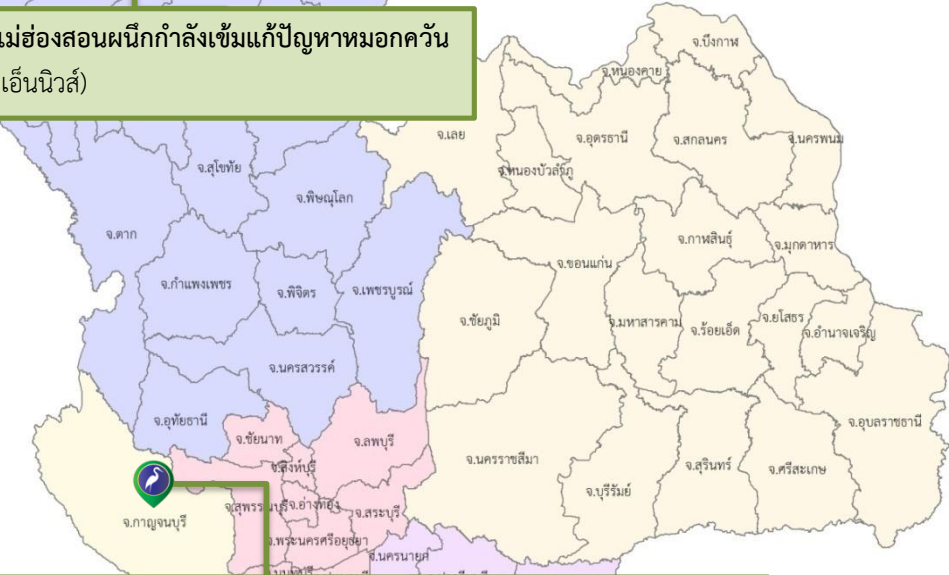 แม่ฮ่องสอนผนึกกำลังเข้มแก้ปัญหาหมอกควัน
เอ็นนิวส์)
จ.บึงกาฬ
จ.หนองคาย
จ.เลย
จ.อุดรธานี
จ.สกลนคร
จ.นครพนม
จ.สุโขทัย
จ.หนองบัวลำภู
จ.พิษณุโลก
จ.ตาก
จ.กาฬสินธุ์
จ.มุกดาหาร
จ.ขอนแก่น
จ.กำแพงเพชร
จ.พิจิตร
จ.เพชรบูรณ์
จ.ชัยภูมิ
จ.มหาสารคาม
จ.ร้อยเอ็ด
จ.ยโสธร
จ.อำนาจเจริญ
จ.นครสวรรค์
จ.อุทัยธานี
จ.ชัยนาท
จ.ลพบุรี
จ.อุบลราชธานี
จ.สิงห์บุรี
จ.นครราชสีมา
จ.สุรินทร์
จ.ศรีสะเกษ
จ.บุรีรัมย์
จ.สุพรรณบุรี
จ.อ่างทอง
จ.สระบุรี
จ.กาญจนบุรี
จ.พระนครศรีอยุธยา
จ.นครนายก